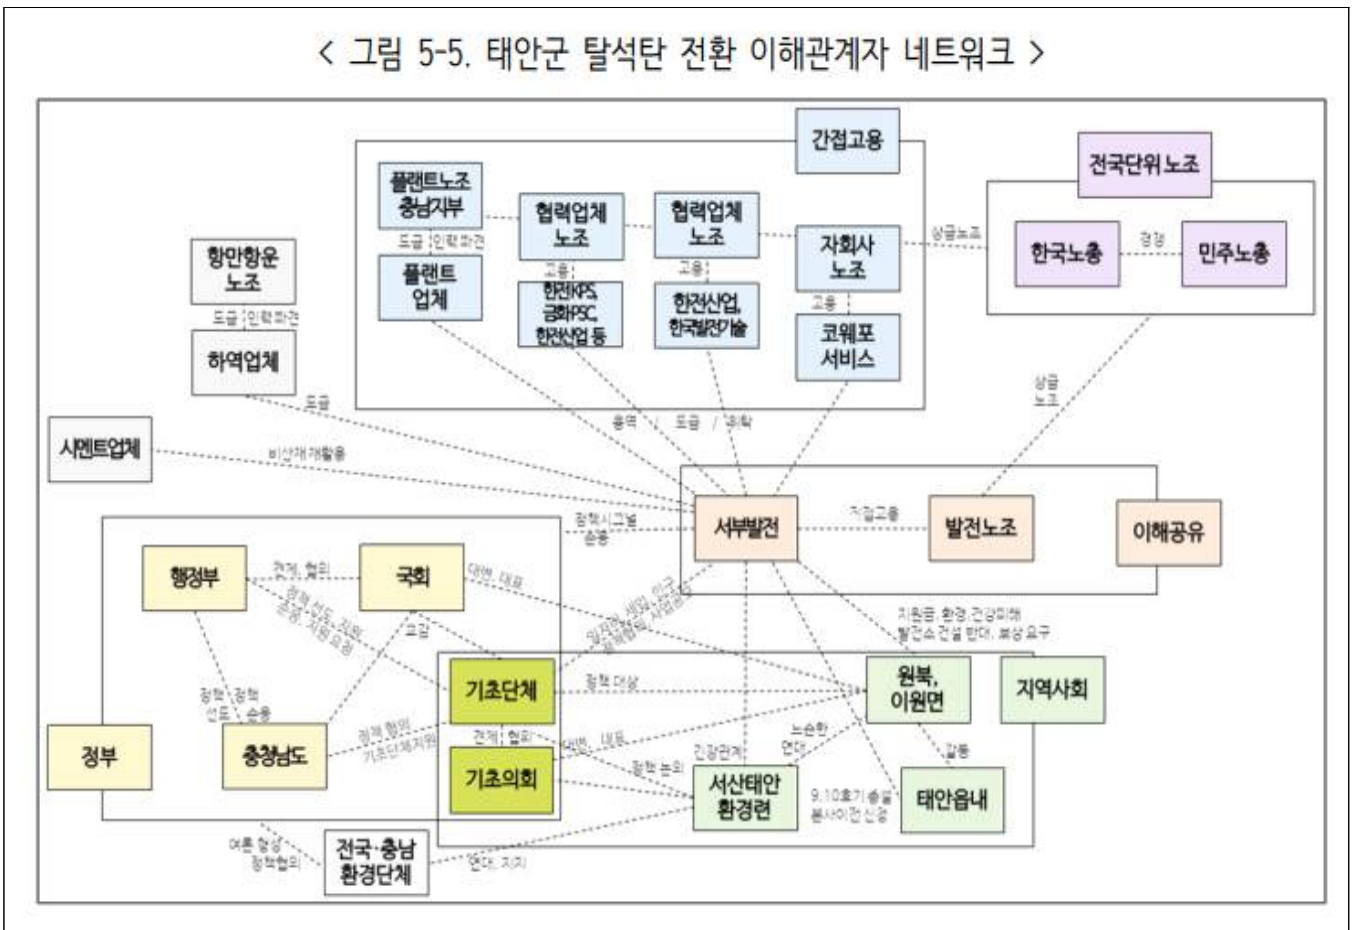 < 그림 5-5. 태안군 탈석탄 전환 이해관계자 네트워크 >
간접고용
전국단위 노조
플랜트노조
충남지부
협력업체
노조
협력업체
노조
자회사
노조
상급노조
한국노총
경쟁
민주노총
항만항운
노조
도급 인력파견
플랜트
업체
고용
한전KPS,
금화PSC,
한전산업 등
고용
한전산업,
한국발전기술
고용
코웨포
서비스
도급 인력파견
하역업체
도급
용역 / 도급 / 위탁
상급
노조
시멘트업체
비산재 재활용
정책시그널
순응
서부발전
직접고용
발전노조
이해공유
행정부
견제, 협의
국회
대변, 대표
정책 선도, 지원
순응, 지원 요청
교감
일자리, 세입, 인구
정책협의, 사업공조
지원금, 환경, 건강피해
발전소 건설 반대, 보상 요구
기초단체
정책 대상
원북,
이원면
지역사회
정책 정책
선도 순응
정부
충청남도
정책 협의
기초단체지원
견제 협의
대변, 대표
느슨한
연대
갈등
기초의회
정책 논의
긴장관계
서산태안
환경련
9,10호기 증설
본사이전 신경
태안읍내
여론 형성
정책협의
전국·충남
환경단체
연대, 지지